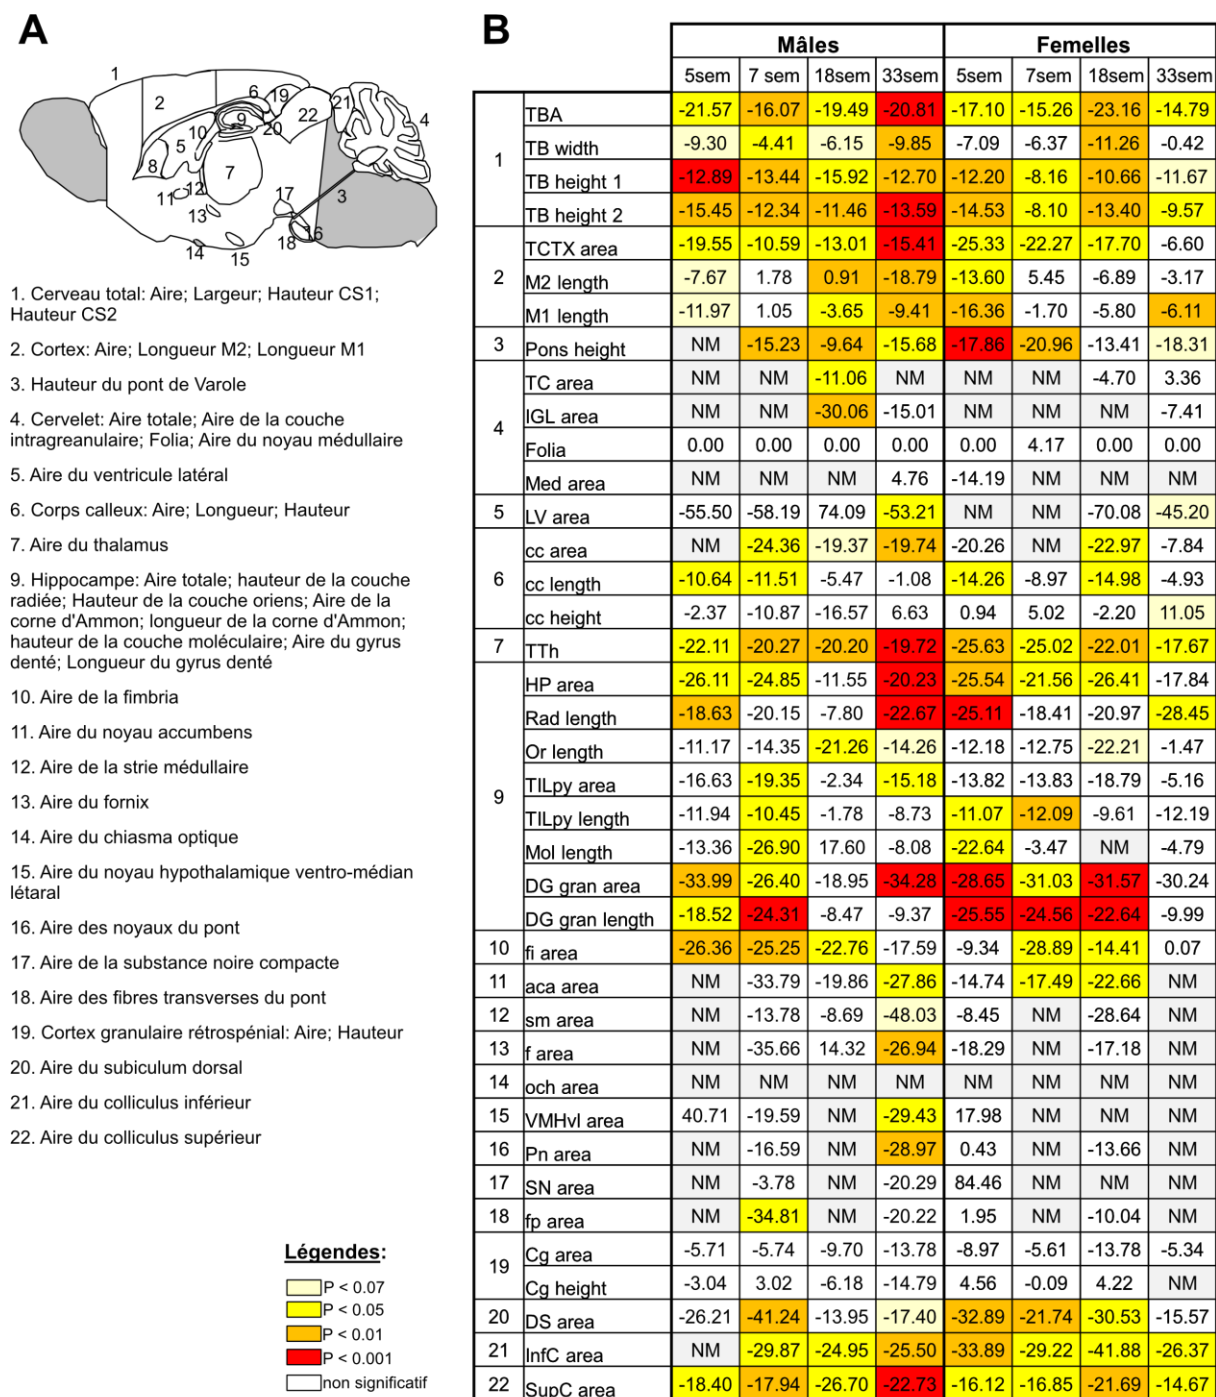 A
1
2
6
19
21
9
22
4
10
20
5
8
7
11
12
17
3
13
16
14
15
18
1. Cerveau total: Aire; Largeur; Hauteur CS1;
Hauteur CS2
2. Cortex: Aire; Longueur M2; Longueur M1
3. Hauteur du pont de Varole
4. Cervelet: Aire totale; Aire de la couche
intragreanulaire; Folia; Aire du noyau médullaire
5. Aire du ventricule latéral
6. Corps calleux: Aire; Longueur; Hauteur
7. Aire du thalamus
9. Hippocampe: Aire totale; hauteur de la couche
radiée; Hauteur de la couche oriens; Aire de la
corne d'Ammon; longueur de la corne d'Ammon;
hauteur de la couche moléculaire; Aire du gyrus
denté; Longueur du gyrus denté
10. Aire de la fimbria
11. Aire du noyau accumbens
12. Aire de la strie médullaire
13. Aire du fornix
14. Aire du chiasma optique
15. Aire du noyau hypothalamique ventro-médian
létaral
16. Aire des noyaux du pont
17. Aire de la substance noire compacte
18. Aire des fibres transverses du pont
19. Cortex granulaire rétrospénial: Aire; Hauteur
20. Aire du subiculum dorsal
21. Aire du colliculus inférieur
22. Aire du colliculus supérieur
Légendes:
P < 0.07
P < 0.05
P < 0.01
P < 0.001
non significatif
B
Mâles Femelles
5sem 7 sem 18sem 33sem 5sem 7sem 18sem 33sem
1
TBA -21.57 -16.07 -19.49 -20.81 -17.10 -15.26 -23.16 -14.79
TB width -9.30 -4.41 -6.15 -9.85 -7.09 -6.37 -11.26 -0.42
TB height 1 -12.89 -13.44 -15.92 -12.70 -12.20 -8.16 -10.66 -11.67
TB height 2 -15.45 -12.34 -11.46 -13.59 -14.53 -8.10 -13.40 -9.57
2
TCTX area -19.55 -10.59 -13.01 -15.41 -25.33 -22.27 -17.70 -6.60
M2 length -7.67 1.78 0.91 -18.79 -13.60 5.45 -6.89 -3.17
M1 length -11.97 1.05 -3.65 -9.41 -16.36 -1.70 -5.80 -6.11
3 Pons height NM -15.23 -9.64 -15.68 -17.86 -20.96 -13.41 -18.31
4
TC area NM NM -11.06 NM NM NM -4.70 3.36
IGL area NM NM -30.06 -15.01 NM NM NM -7.41
Folia 0.00 0.00 0.00 0.00 0.00 4.17 0.00 0.00
Med area NM NM NM 4.76 -14.19 NM NM NM
5 LV area -55.50 -58.19 74.09 -53.21 NM NM -70.08 -45.20
6
cc area NM -24.36 -19.37 -19.74 -20.26 NM -22.97 -7.84
cc length -10.64 -11.51 -5.47 -1.08 -14.26 -8.97 -14.98 -4.93
cc height -2.37 -10.87 -16.57 6.63 0.94 5.02 -2.20 11.05
7 TTh -22.11 -20.27 -20.20 -19.72 -25.63 -25.02 -22.01 -17.67
9
HP area -26.11 -24.85 -11.55 -20.23 -25.54 -21.56 -26.41 -17.84
Rad length -18.63 -20.15 -7.80 -22.67 -25.11 -18.41 -20.97 -28.45
Or length -11.17 -14.35 -21.26 -14.26 -12.18 -12.75 -22.21 -1.47
TILpy area -16.63 -19.35 -2.34 -15.18 -13.82 -13.83 -18.79 -5.16
TILpy length -11.94 -10.45 -1.78 -8.73 -11.07 -12.09 -9.61 -12.19
Mol length -13.36 -26.90 17.60 -8.08 -22.64 -3.47 NM -4.79
DG gran area -33.99 -26.40 -18.95 -34.28 -28.65 -31.03 -31.57 -30.24
DG gran length -18.52 -24.31 -8.47 -9.37 -25.55 -24.56 -22.64 -9.99
10 fi area -26.36 -25.25 -22.76 -17.59 -9.34 -28.89 -14.41 0.07
11 aca area NM -33.79 -19.86 -27.86 -14.74 -17.49 -22.66 NM
12 sm area NM -13.78 -8.69 -48.03 -8.45 NM -28.64 NM
13 f area NM -35.66 14.32 -26.94 -18.29 NM -17.18 NM
14 och area NM NM NM NM NM NM NM NM
15 VMHvl area 40.71 -19.59 NM -29.43 17.98 NM NM NM
16 Pn area NM -16.59 NM -28.97 0.43 NM -13.66 NM
17 SN area NM -3.78 NM -20.29 84.46 NM NM NM
18 fp area NM -34.81 NM -20.22 1.95 NM -10.04 NM
19
Cg area -5.71 -5.74 -9.70 -13.78 -8.97 -5.61 -13.78 -5.34
Cg height -3.04 3.02 -6.18 -14.79 4.56 -0.09 4.22 NM
20 DS area -26.21 -41.24 -13.95 -17.40 -32.89 -21.74 -30.53 -15.57
21 InfC area NM -29.87 -24.95 -25.50 -33.89 -29.22 -41.88 -26.37
22 SupC area -18.40 -17.94 -26.70 -22.73 -16.12 -16.85 -21.69 -14.67